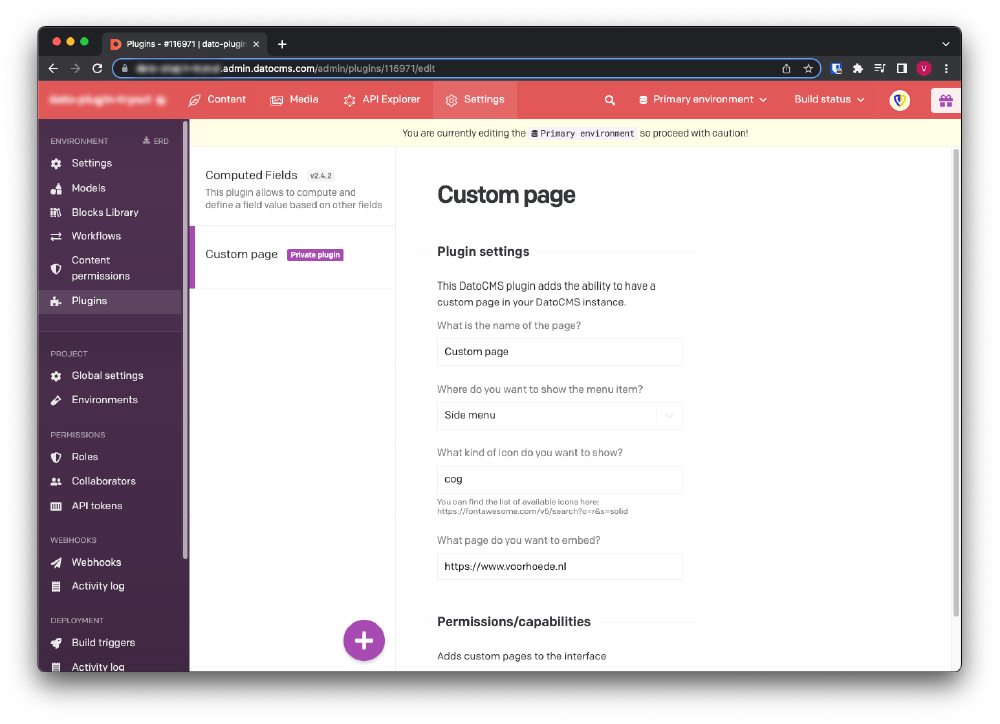 Plugins - #116971 | dato-plugin
.admin.datocms.com/admin/plugins/116971/edit
V
Content
Media
API Explorer
Settings
Primary environment
Build status
You are currently editing the Primary environment so proceed with caution!
ENVIRONMENT
ERD
Settings
Models
Blocks Library
Workflows
Content
permissions
Plugins
PROJECT
Global settings
Environments
PERMISSIONS
Roles
Collaborators
API tokens
WEBHOOKS
Webhooks
Activity log
DEPLOYMENT
Build triggers
Activity log
Computed Fields v2.4.2
This plugin allows to compute and
define a field value based on other fields
Custom page Private plugin
Custom page
Plugin settings
This DatoCMS plugin adds the ability to have a
custom page in your DatoCMS instance.
What is the name of the page?
Custom page
Where do you want to show the menu item?
Side menu
What kind of icon do you want to show?
cog
You can find the list of available icons here:
https://fontawesome.com/v5/search?o=r&s=solid
What page do you want to embed?
https://www.voorhoede.nl
Permissions/capabilities
Adds custom pages to the interface